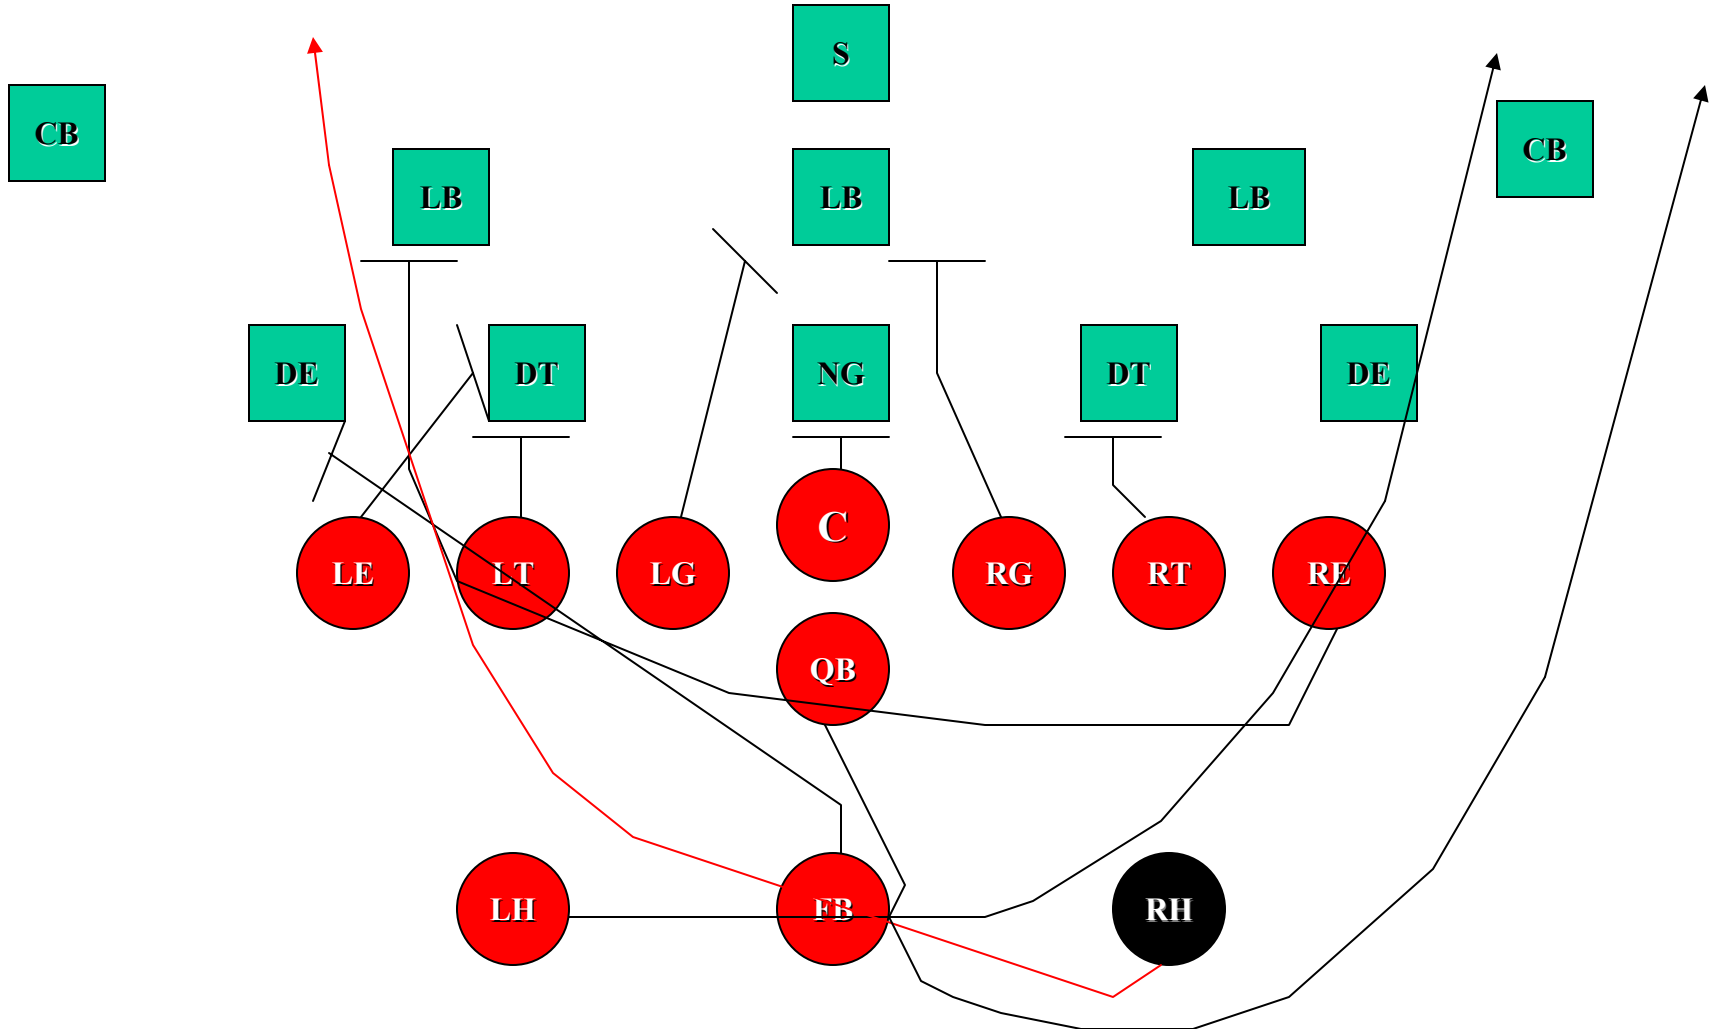 S
CB
CB
LB
LB
LB
DE
DT
NG
DT
DE
C
LE
LT
LG
RG
RT
RE
QB
LH
FB
RH